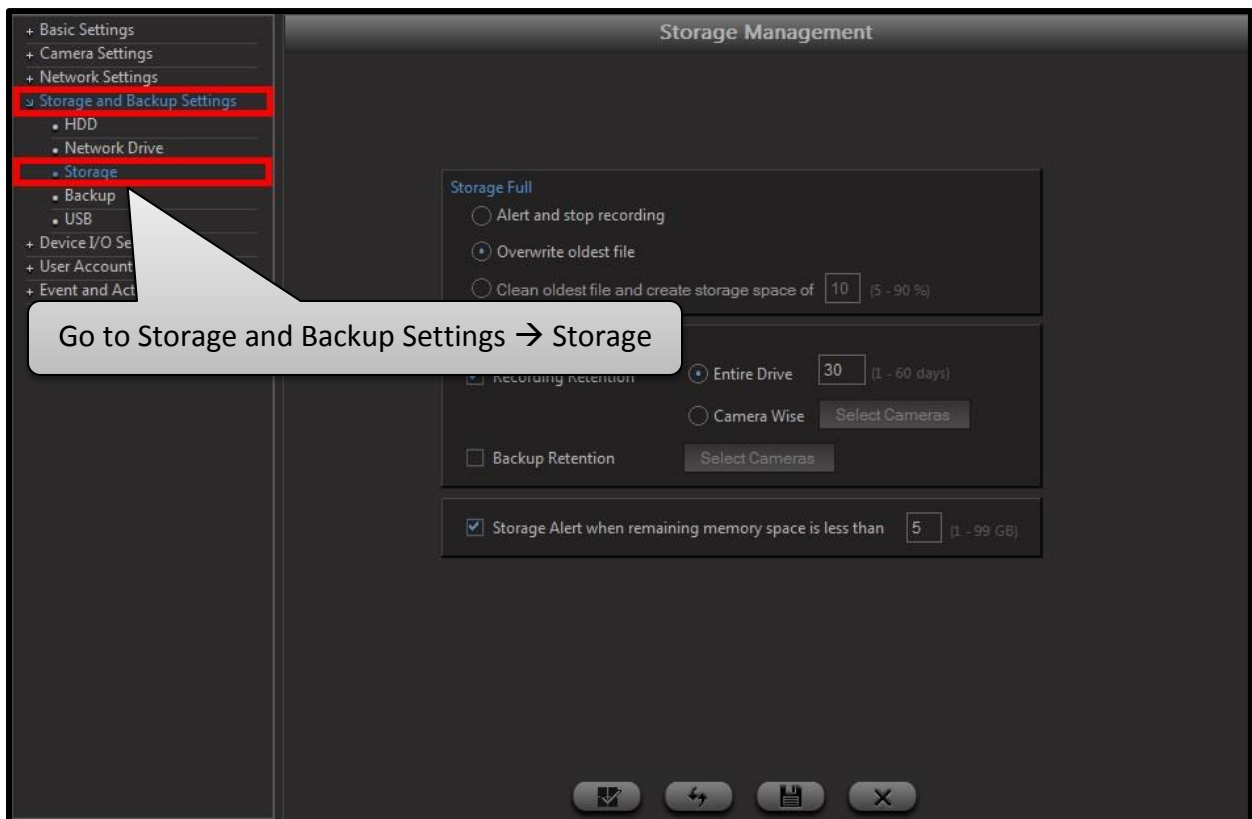 + Basic Settings
+ Camera Settings
+ Network Settings
Storage and Backup Settings
• HDD
• Network Drive
• Storage
• Backup
• USB
+ Device I/O Se
+ User Account
+ Event and Act
Go to Storage and Backup Settings → Storage
Storage Management
Storage Full
Alert and stop recording
Overwrite oldest file
Clean oldest file and create storage space of 10 (5 - 90 %)
Recording Retention Entire Drive 30 (1 - 60 days)
Camera Wise Select Cameras
Backup Retention Select Cameras
Storage Alert when remaining memory space is less than 5 (1 - 99 GB)